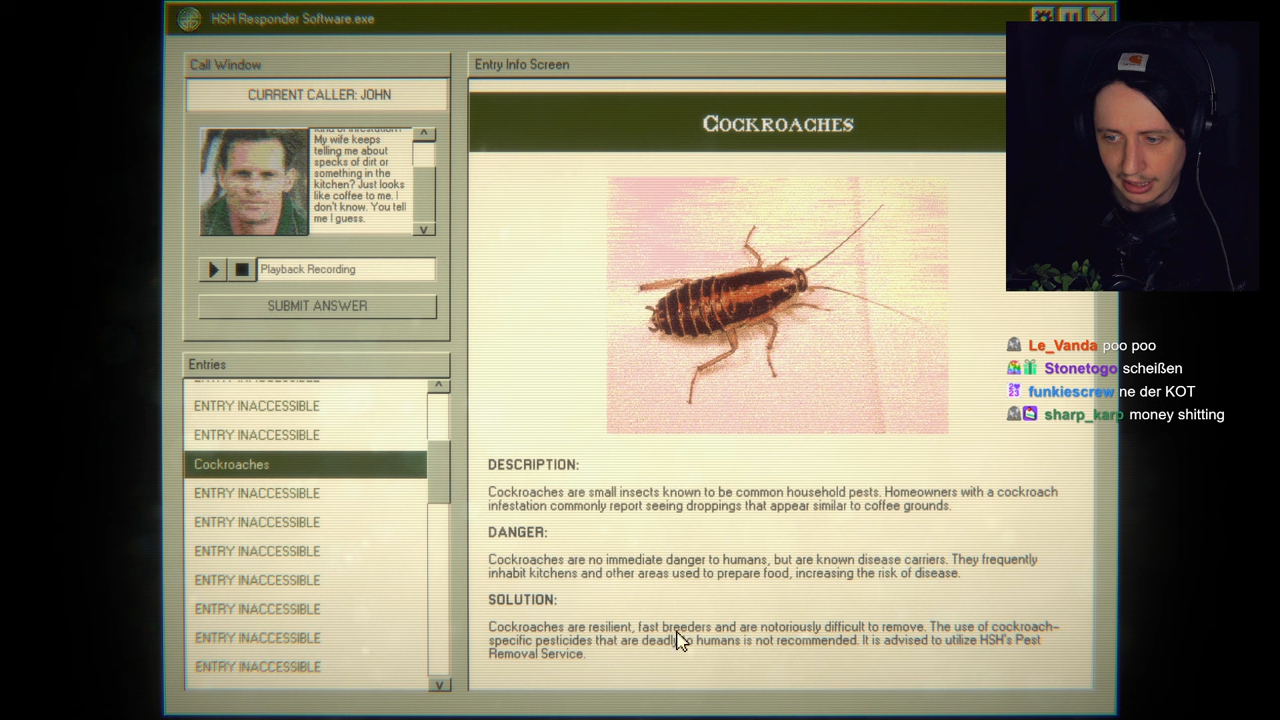 HSH Responder Software.exe
Call Window
CURRENT CALLER: JOHN
kind of infestation?
My wife keeps
telling me about
specks of dirt or
something in the
kitchen? Just looks
like coffee to me. I
don't know. You tell
me I guess.
Playback Recording
SUBMIT ANSWER
Entries
ENTRY INACCESSIBLE
ENTRY INACCESSIBLE
ENTRY INACCESSIBLE
Cockroaches
ENTRY INACCESSIBLE
ENTRY INACCESSIBLE
ENTRY INACCESSIBLE
ENTRY INACCESSIBLE
ENTRY INACCESSIBLE
ENTRY INACCESSIBLE
ENTRY INACCESSIBLE
Entry Info Screen
COCKROACHES
DESCRIPTION:
Cockroaches are small insects known to be common household pests. Homeowners with a cockroach
infestation commonly report seeing droppings that appear similar to coffee grounds.
DANGER:
Cockroaches are no immediate danger to humans, but are known disease carriers. They frequently
inhabit kitchens and other areas used to prepare food, increasing the risk of disease.
SOLUTION:
Cockroaches are resilient, fast breeders and are notoriously difficult to remove. The use of cockroach-
specific pesticides that are deadly to humans is not recommended. It is advised to utilize HSH's Pest
Removal Service.
Le_Vanda poo poo
Stonetogo scheißen
funkiescrew ne der KOT
sharp_karp money shitting